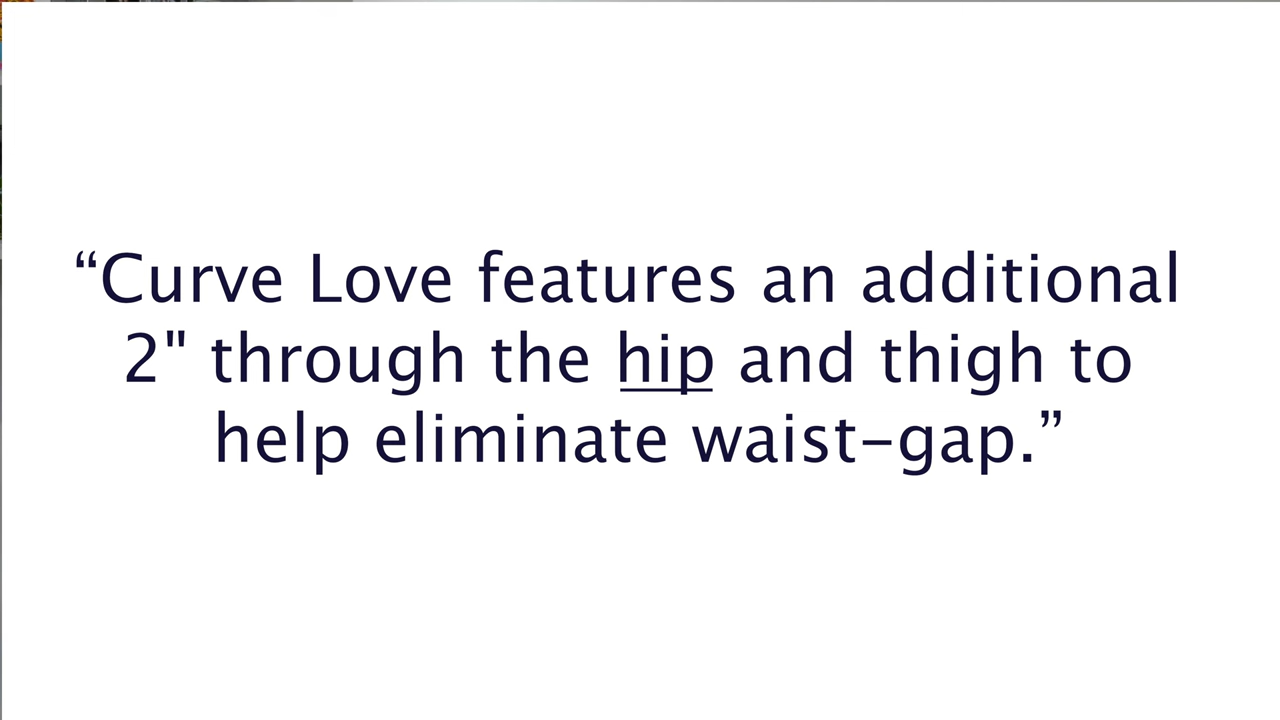 “Curve Love features an additional
2" through the hip and thigh to
help eliminate waist–gap.”